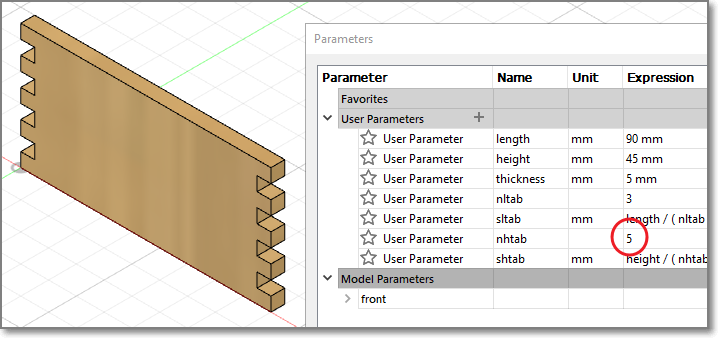 Parameters
Parameter Name Unit Expression
Favorites
User Parameters +
User Parameter length mm 90 mm
User Parameter height mm 45 mm
User Parameter thickness mm 5 mm
User Parameter nltab 3
User Parameter sltab mm length / ( nltab
User Parameter nhtab 5
User Parameter shtab mm height / ( nhtab
Model Parameters
front